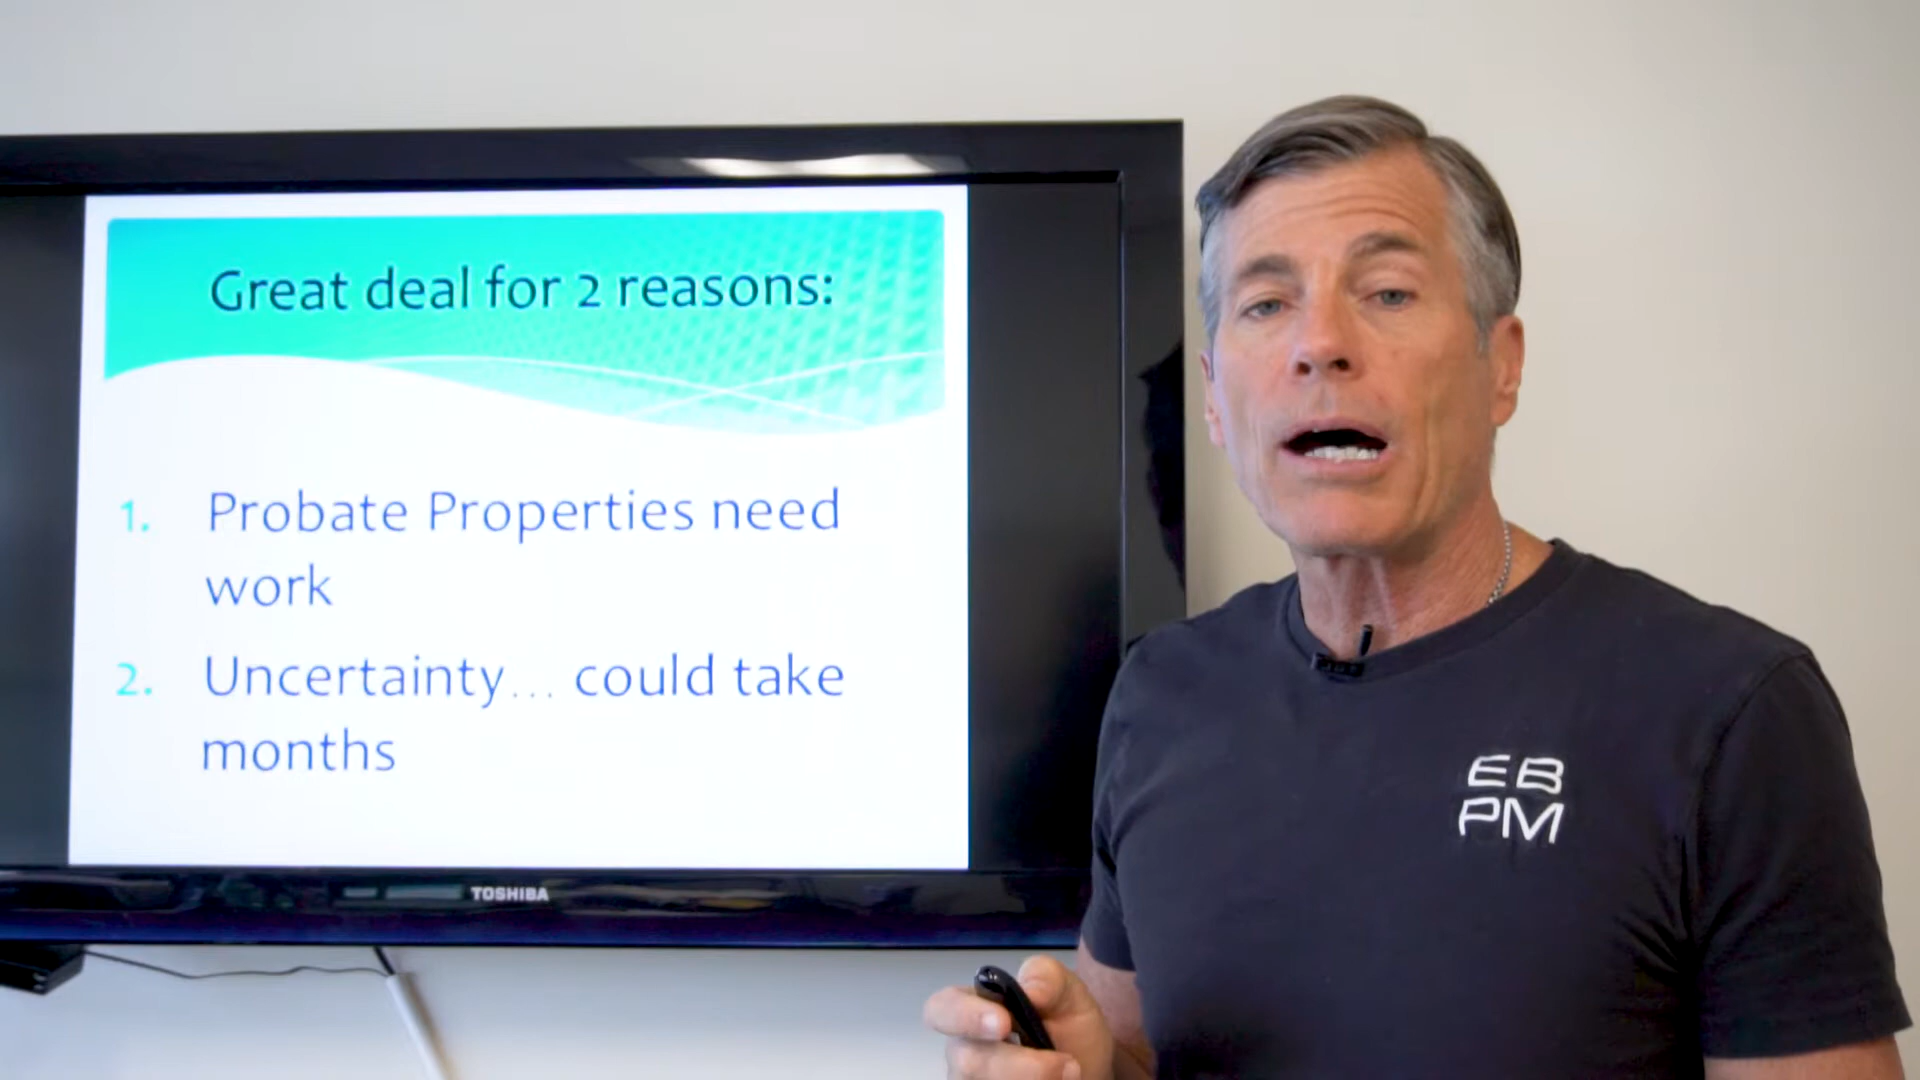 Great deal for 2 reasons:
1. Probate Properties need
work
2. Uncertainty... could take
months
TOSHIBA
EB
PM